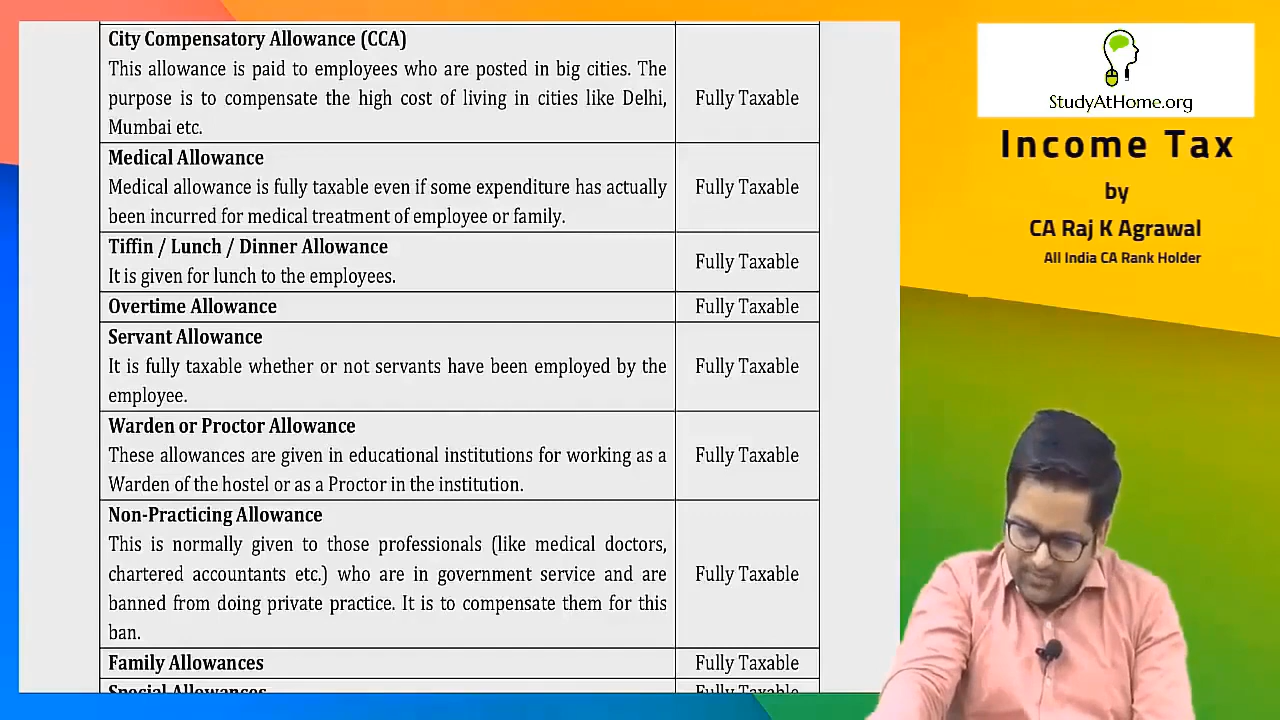 City Compensatory Allowance (CCA)
This allowance is paid to employees who are posted in big cities. The
purpose is to compensate the high cost of living in cities like Delhi,
Mumbai etc.
Fully Taxable
Medical Allowance
Medical allowance is fully taxable even if some expenditure has actually
been incurred for medical treatment of employee or family.
Fully Taxable
Tiffin / Lunch / Dinner Allowance
It is given for lunch to the employees.
Fully Taxable
Overtime Allowance
Fully Taxable
Servant Allowance
It is fully taxable whether or not servants have been employed by the
employee.
Fully Taxable
Warden or Proctor Allowance
These allowances are given in educational institutions for working as a
Warden of the hostel or as a Proctor in the institution.
Fully Taxable
Non-Practicing Allowance
This is normally given to those professionals (like medical doctors,
chartered accountants etc.) who are in government service and are
banned from doing private practice. It is to compensate them for this
ban.
Fully Taxable
Family Allowances
Fully Taxable
Special Allowances
Fully Taxable
StudyAtHome.org
Income Tax
by
CA Raj K Agrawal
All India CA Rank Holder